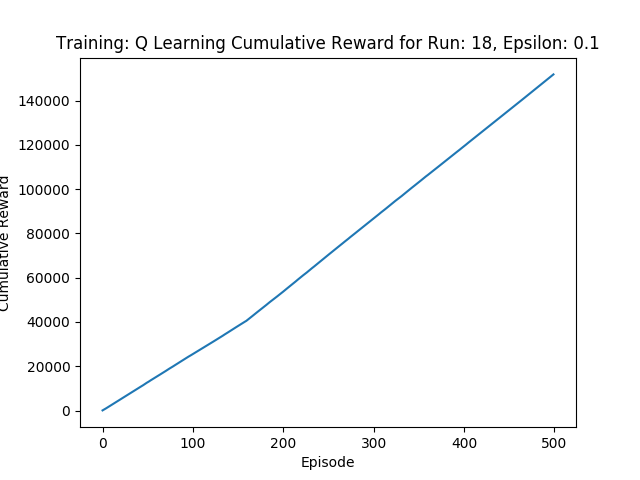 Training: Q Learning Cumulative Reward for Run: 18, Epsilon: 0.1
140000
120000
100000
80000
60000
40000
20000
0
Cumulative Reward
0 100 200 300 400 500
Episode